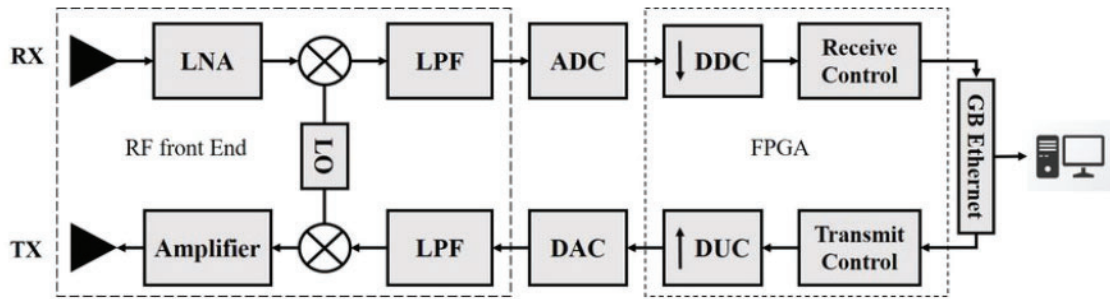 RX
LNA
LPF
ADC
DDC
Receive
Control
GB Ethernet
RF front End
LO
FPGA
TX
Amplifier
LPF
DAC
DUC
Transmit
Control